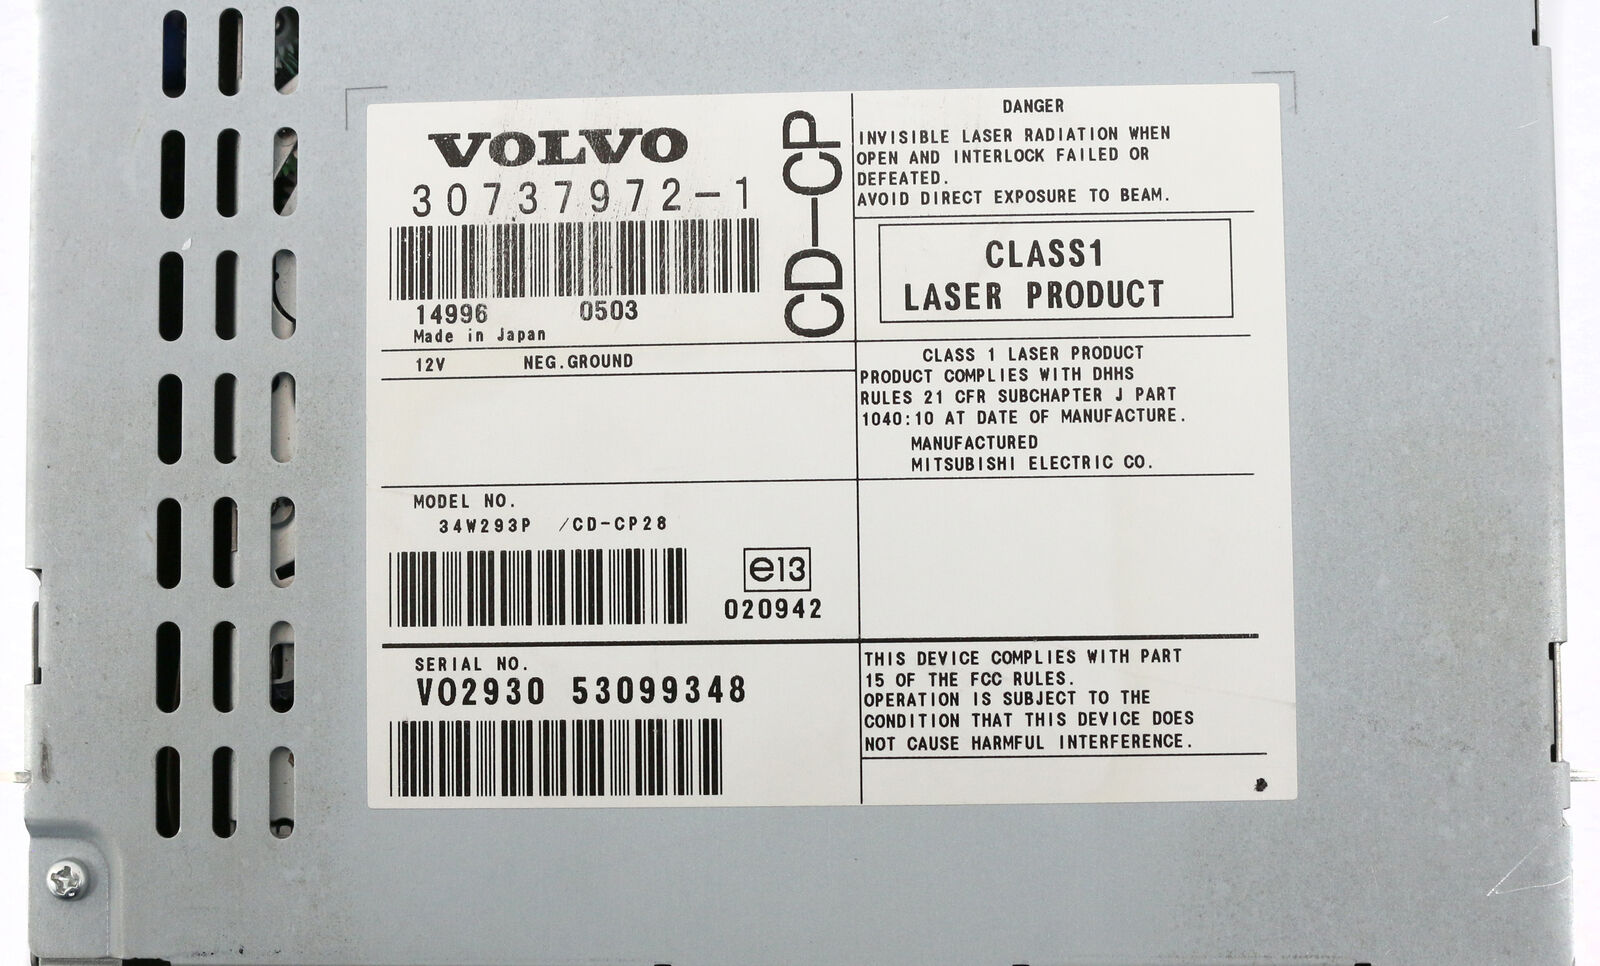 VOLVO
30737972-1
14996 0503
Made in Japan
CD-CP
12V NEG.GROUND
MODEL NO.
34W293P /CD-CP28
e13
020942
SERIAL NO.
VO2930 53099348
DANGER
INVISIBLE LASER RADIATION WHEN
OPEN AND INTERLOCK FAILED OR
DEFEATED.
AVOID DIRECT EXPOSURE TO BEAM.
CLASS1
LASER PRODUCT
CLASS 1 LASER PRODUCT
PRODUCT COMPLIES WITH DHHS
RULES 21 CFR SUBCHAPTER J PART
1040:10 AT DATE OF MANUFACTURE.
MANUFACTURED
MITSUBISHI ELECTRIC CO.
THIS DEVICE COMPLIES WITH PART
15 OF THE FCC RULES.
OPERATION IS SUBJECT TO THE
CONDITION THAT THIS DEVICE DOES
NOT CAUSE HARMFUL INTERFERENCE.